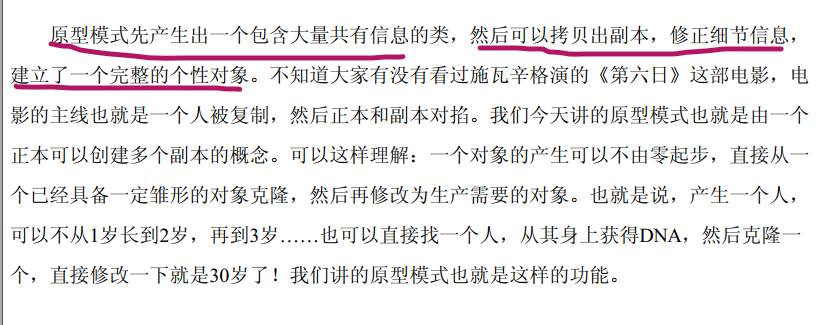 原型模式先产生出一个包含大量共有信息的类，然后可以拷贝出副本，修正细节信息，
建立了一个完整的个性对象。不知道大家有没有看过施瓦辛格演的《第六日》这部电影，电
影的主线也就是一个人被复制，然后正本和副本对掐。我们今天讲的原型模式也就是由一个
正本可以创建多个副本的概念。可以这样理解：一个对象的产生可以不由零起步，直接从一
个已经具备一定雏形的对象克隆，然后再修改为生产需要的对象。也就是说，产生一个人，
可以不从1岁长到2岁，再到3岁……也可以直接找一个人，从其身上获得DNA，然后克隆一
个，直接修改一下就是30岁了！我们讲的原型模式也就是这样的功能。